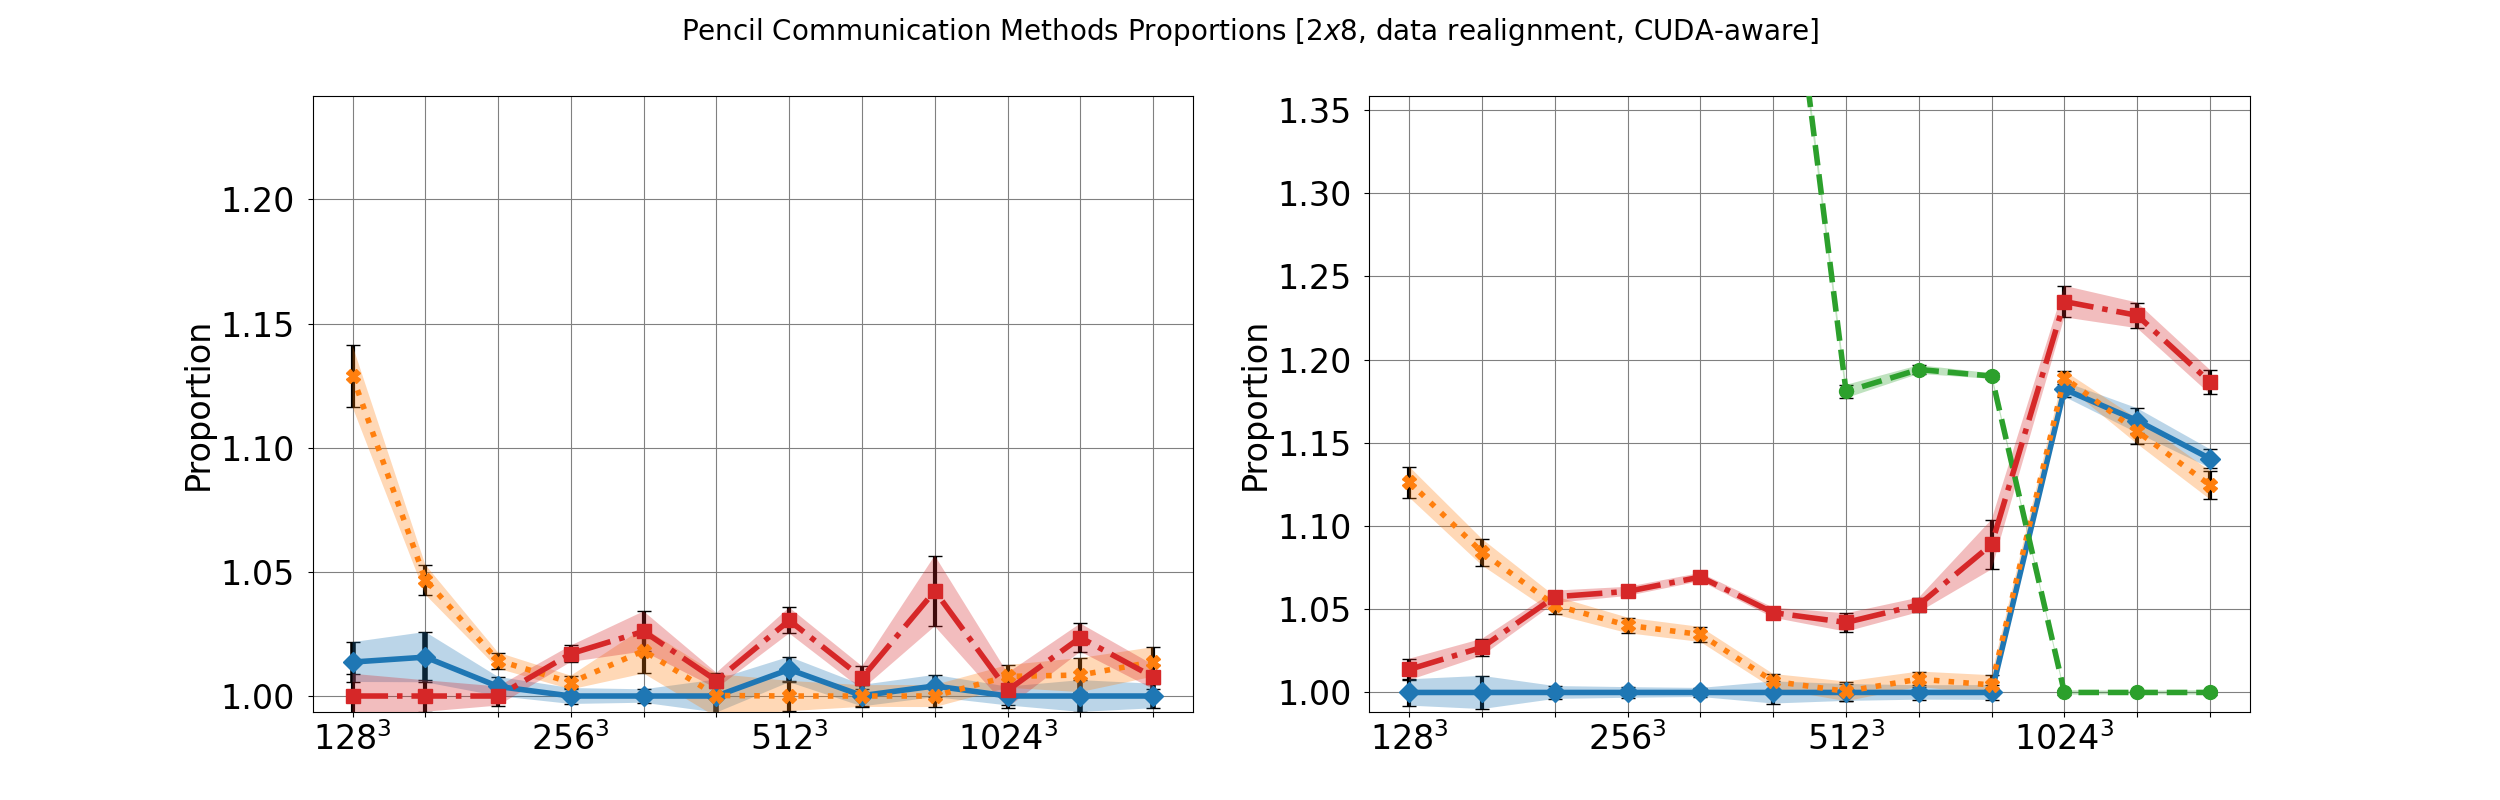 Pencil Communication Methods Proportions [2x8, data realignment, CUDA-aware]
Proportion
1.20
1.15
1.10
1.05
1.00
128³ 256³ 512³ 1024³
Proportion
1.35
1.30
1.25
1.20
1.15
1.10
1.05
1.00
128³ 256³ 512³ 1024³